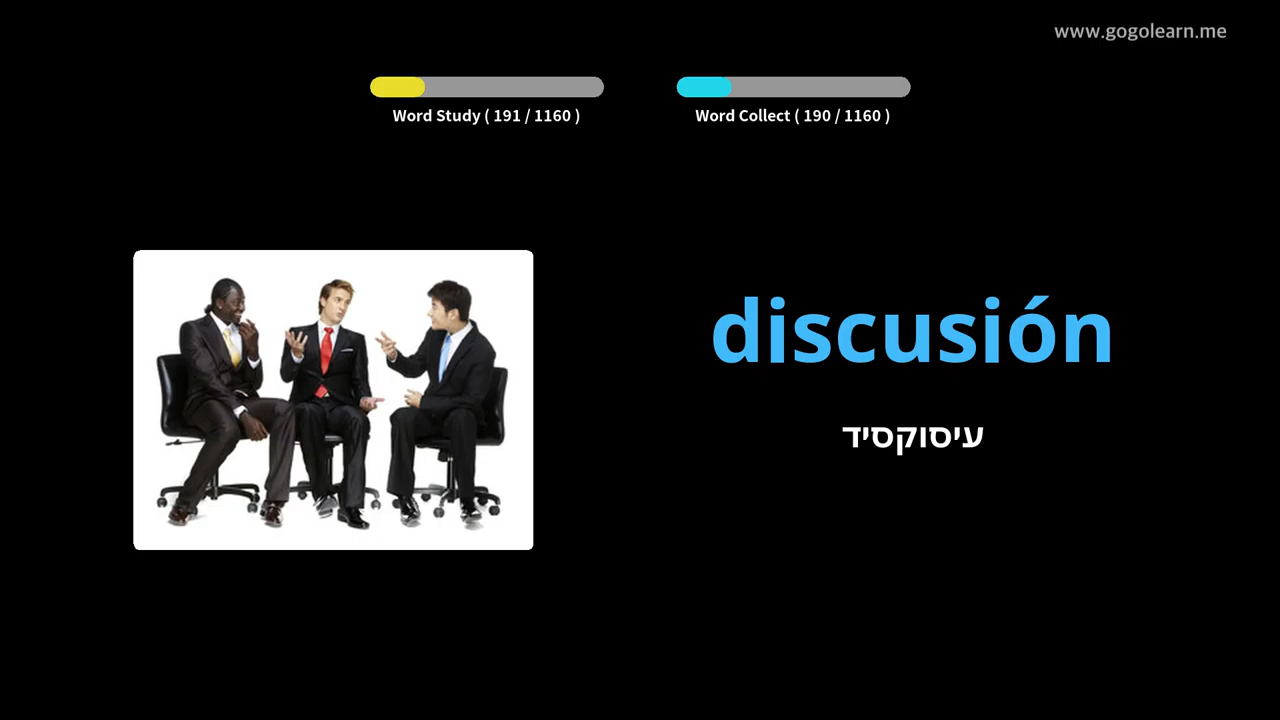 www.gogolearn.me
Word Study ( 191 / 1160 )
Word Collect ( 190 / 1160 )
discusión
עיסוקסיד